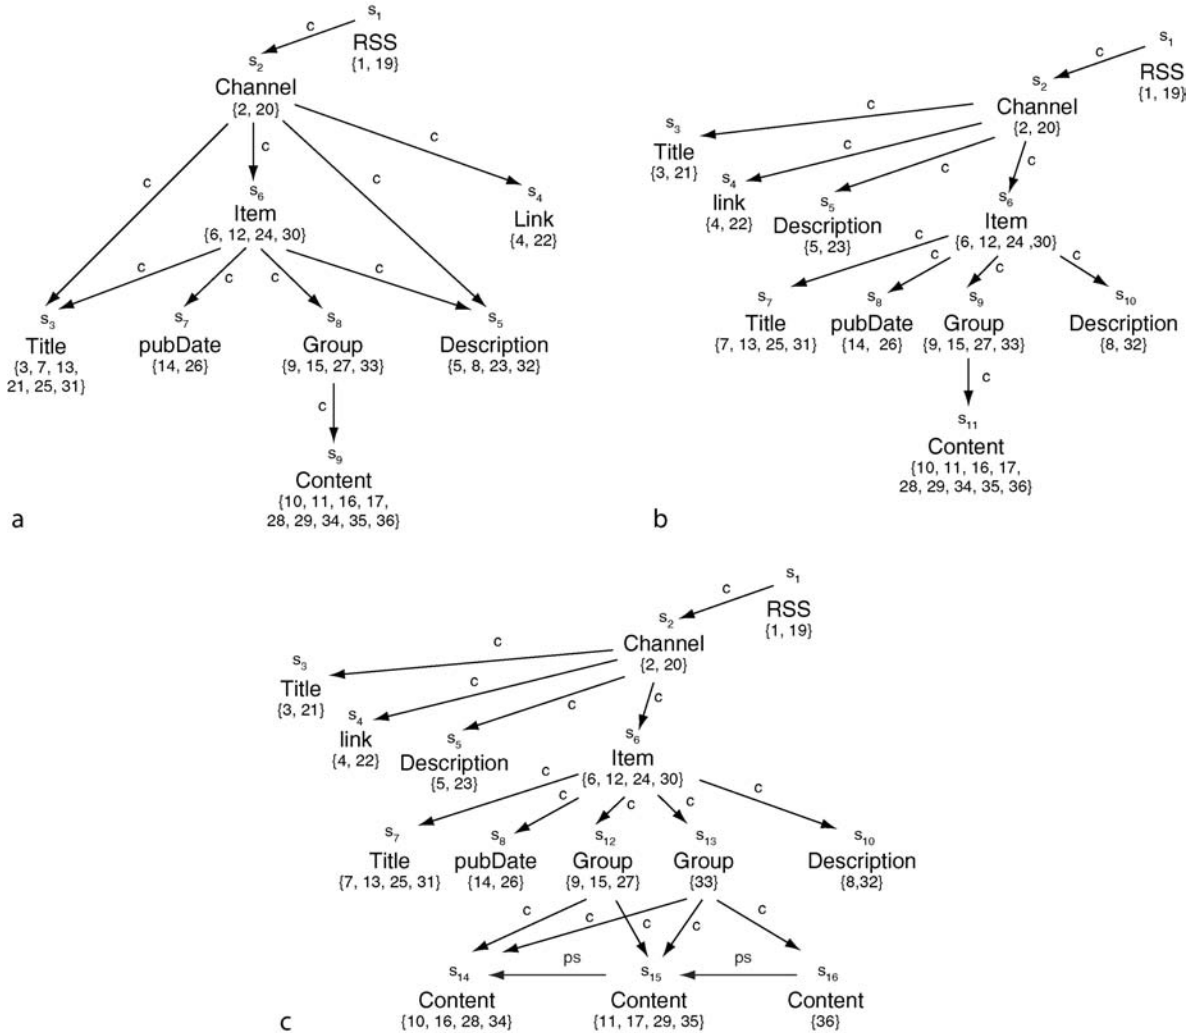 s1
c
RSS
{1, 19}
s2
Channel
{2, 20}
c
c
c
c
s6
Item
{6, 12, 24, 30}
s4
Link
{4, 22}
c
c
c
c
s3
Title
{3, 7, 13,
21, 25, 31}
s7
pubDate
{14, 26}
s8
Group
{9, 15, 27, 33}
s5
Description
{5, 8, 23, 32}
c
s9
Content
{10, 11, 16, 17,
28, 29, 34, 35, 36}
a
s1
c
RSS
{1, 19}
s2
Channel
{2, 20}
c
c
c
c
s3
Title
{3, 21}
s4
link
{4, 22}
s5
Description
{5, 23}
s6
Item
{6, 12, 24 ,30}
c
c
c
c
s7
Title
{7, 13, 25, 31}
s8
pubDate
{14, 26}
s9
Group
{9, 15, 27, 33}
s10
Description
{8, 32}
c
s11
Content
{10, 11, 16, 17,
28, 29, 34, 35, 36}
b
s1
c
RSS
{1, 19}
s2
Channel
{2, 20}
c
c
c
c
s3
Title
{3, 21}
s4
link
{4, 22}
s5
Description
{5, 23}
s6
Item
{6, 12, 24, 30}
c
c
c
c
c
s7
Title
{7, 13, 25, 31}
s8
pubDate
{14, 26}
s12
Group
{9, 15, 27}
s13
Group
{33}
s10
Description
{8,32}
c
c
c
c
c
s14
Content
{10, 16, 28, 34}
ps
s15
Content
{11, 17, 29, 35}
ps
s16
Content
{36}
c